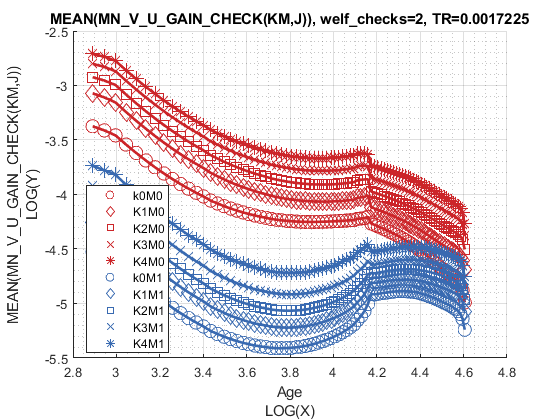 MEAN(MN_V_U_GAIN_CHECK(KM,J)), welf_checks=2, TR=0.0017225
MEAN(MN_V_U_GAIN_CHECK(KM,J))
LOG(Y)
-2.5
-3
-3.5
-4
-4.5
-5
-5.5
k0M0
K1M0
K2M0
K3M0
K4M0
k0M1
K1M1
K2M1
K3M1
K4M1
2.8
3
3.2
3.4
3.6
3.8
4
4.2
4.4
4.6
4.8
Age
LOG(X)